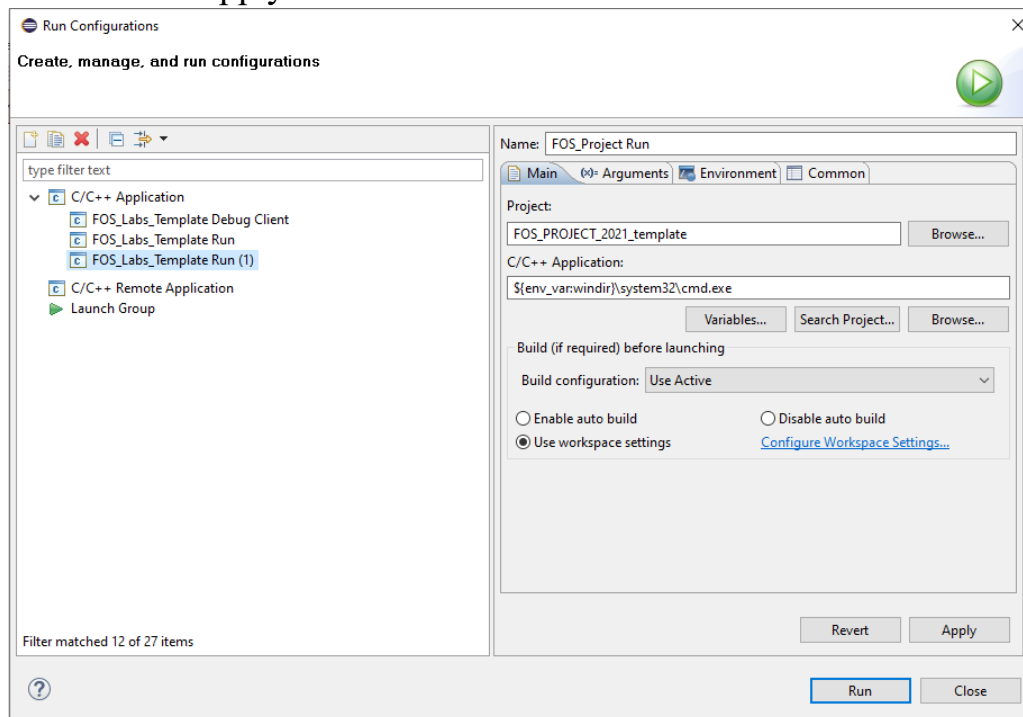 apply
Run Configurations
Create, manage, and run configurations
type filter text
C/C++ Application
FOS_Labs_Template Debug Client
FOS_Labs_Template Run
FOS_Labs_Template Run (1)
C/C++ Remote Application
Launch Group
Filter matched 12 of 27 items
Name: FOS_Project Run
Main (x)= Arguments Environment Common
Project:
FOS_PROJECT_2021_template Browse...
C/C++ Application:
${env_var:windir}\system32\cmd.exe
Variables... Search Project... Browse...
Build (if required) before launching
Build configuration: Use Active
Enable auto build Disable auto build
Use workspace settings Configure Workspace Settings...
Revert Apply
Run Close